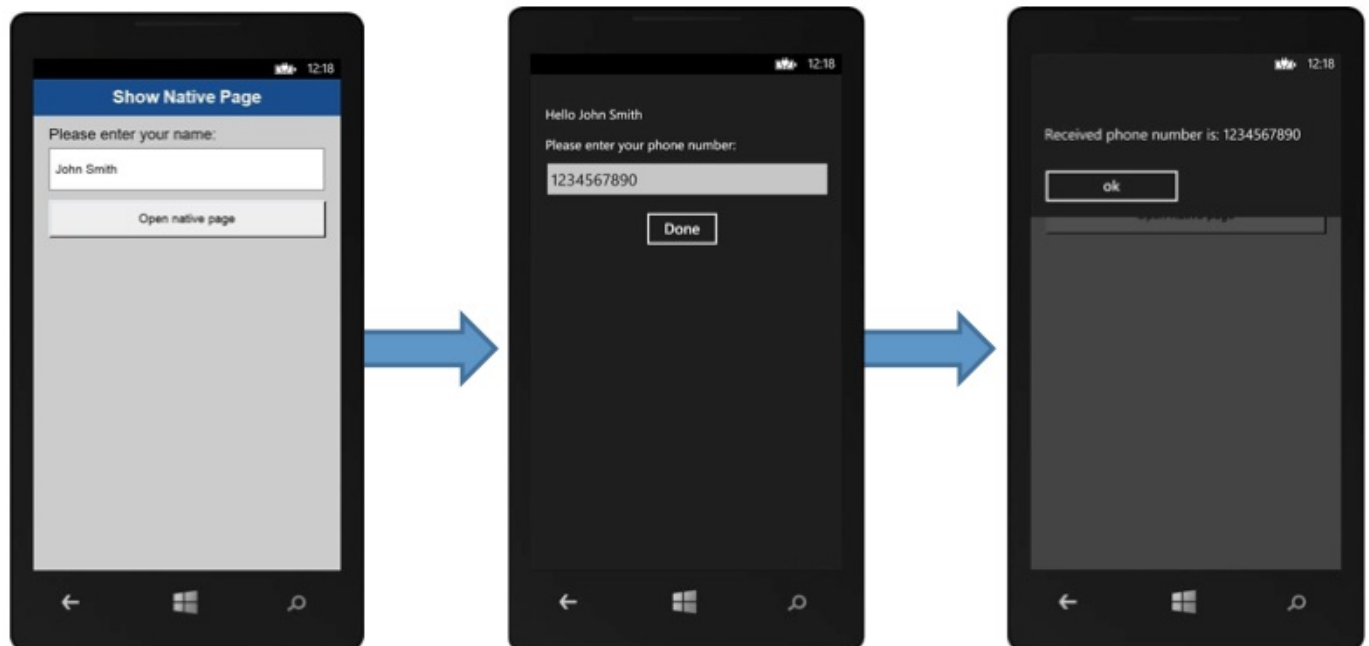 12:18
Show Native Page
Please enter your name:
John Smith
Open native page
12:18
Hello John Smith
Please enter your phone number:
1234567890
Done
12:18
Received phone number is: 1234567890
ok